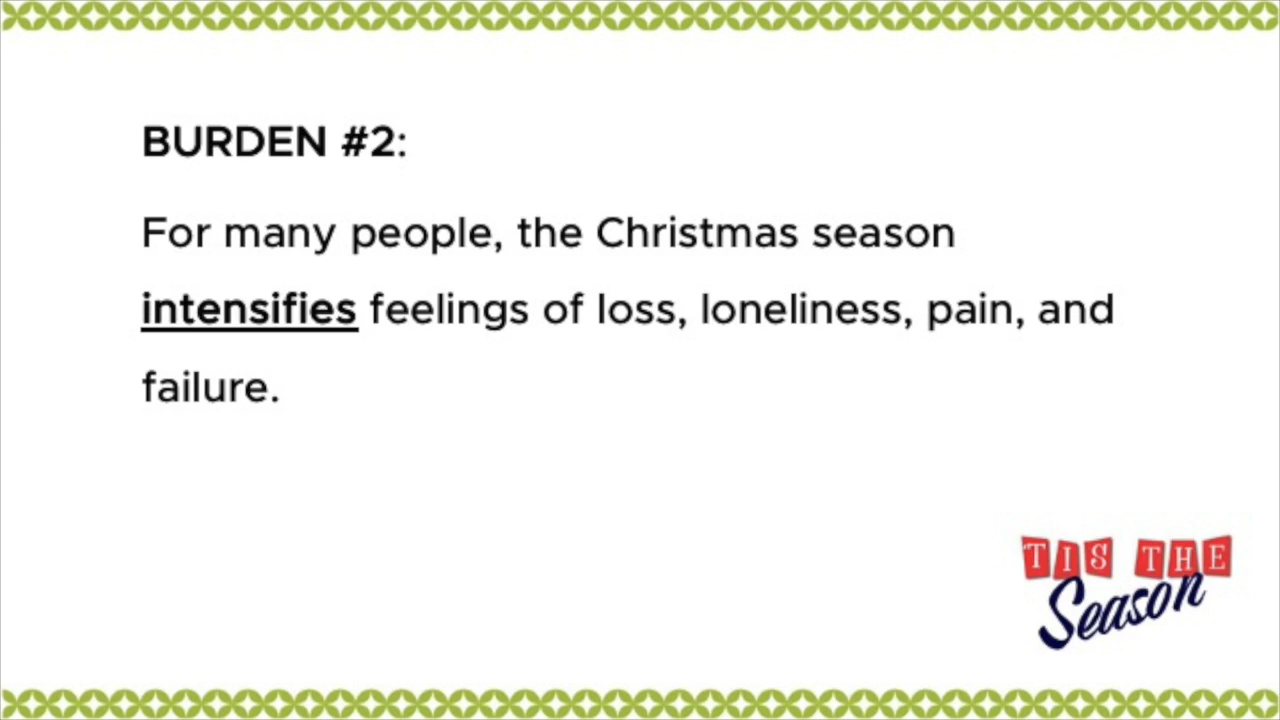 BURDEN #2:
For many people, the Christmas season
intensifies feelings of loss, loneliness, pain, and
failure.
TIS THE
Season